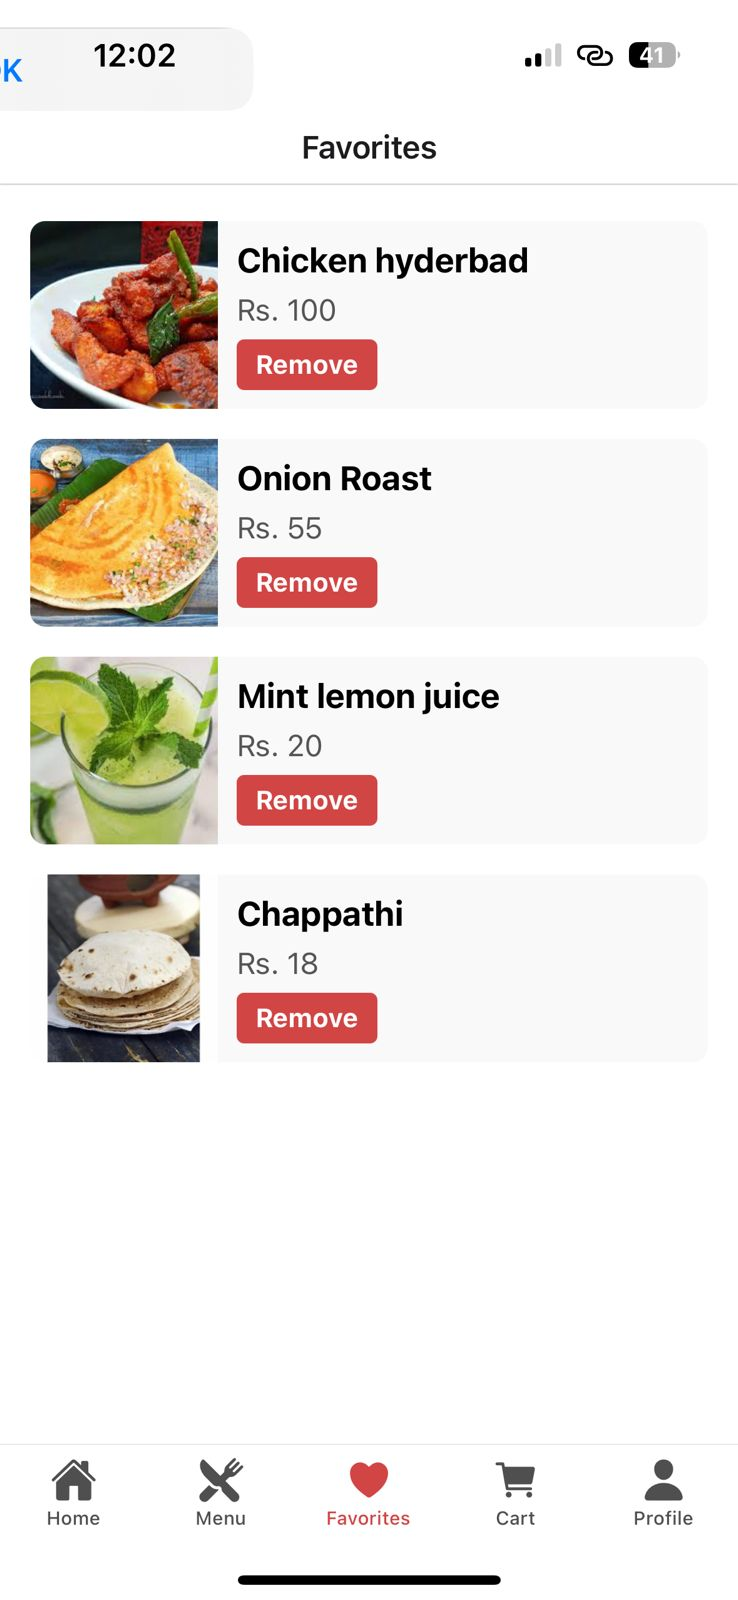 K
12:02
41
Favorites
Chicken hyderbad
Rs. 100
Remove
Onion Roast
Rs. 55
Remove
Mint lemon juice
Rs. 20
Remove
Chappathi
Rs. 18
Remove
Home
Menu
Favorites
Cart
Profile